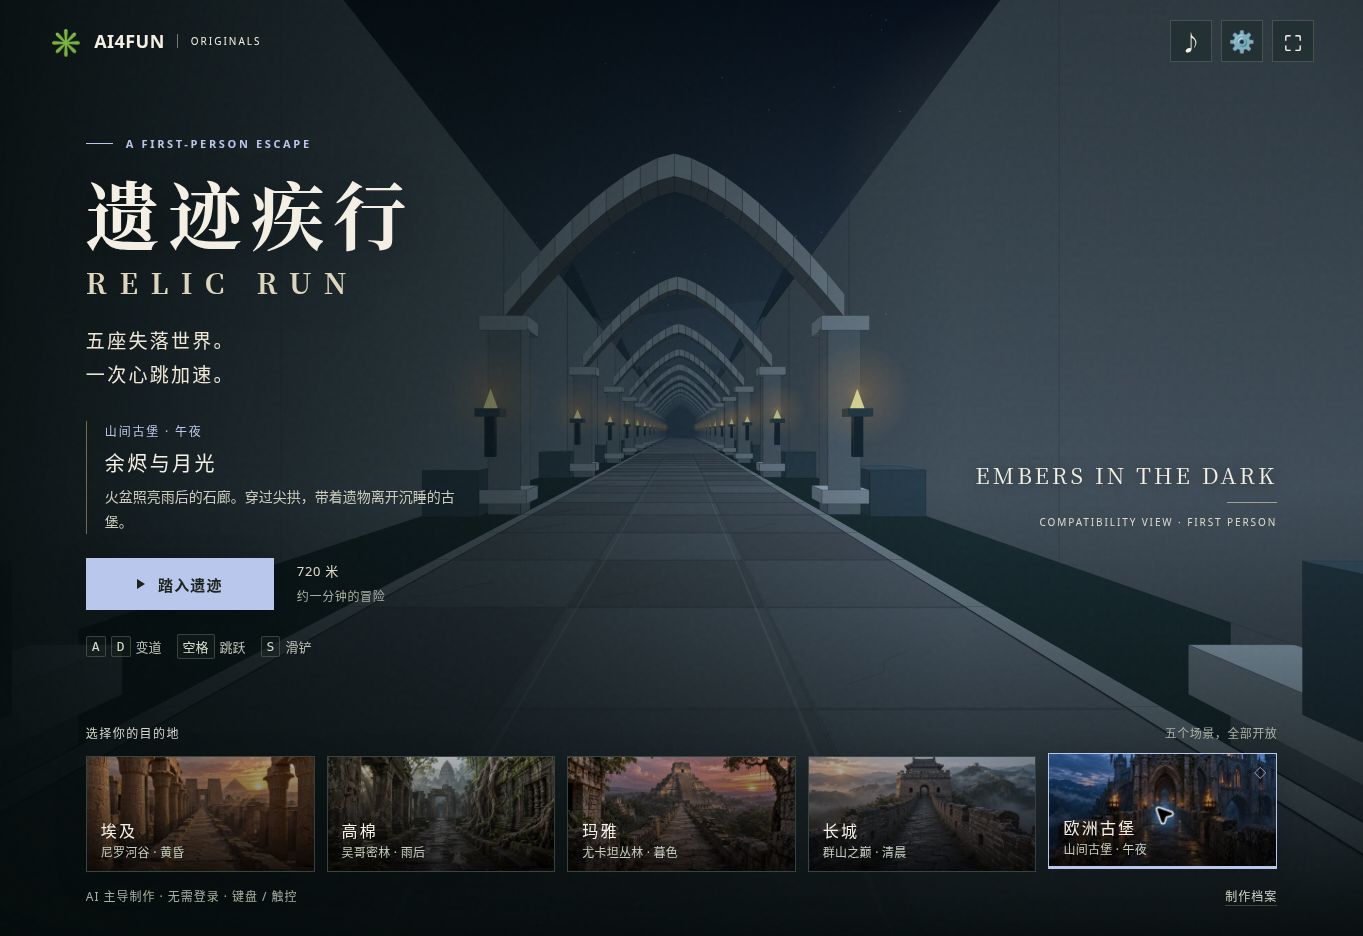 AI4FUN
ORIGINALS
A FIRST-PERSON ESCAPE
遗迹疾行
RELIC RUN
五座失落世界。
一次心跳加速。
山间古堡 · 午夜
余烬与月光
火盆照亮雨后的石廊。穿过尖拱，带着遗物离开沉睡的古
堡。
EMBERS IN THE DARK
COMPATIBILITY VIEW · FIRST PERSON
踏入遗迹
720 米
约一分钟的冒险
A D 变道 空格 跳跃 S 滑铲
选择你的目的地
五个场景，全部开放
埃及
尼罗河谷 · 黄昏
高棉
吴哥密林 · 雨后
玛雅
尤卡坦丛林 · 暮色
长城
群山之巅 · 清晨
欧洲古堡
山间古堡 · 午夜
AI 主导制作 · 无需登录 · 键盘 / 触控
制作档案